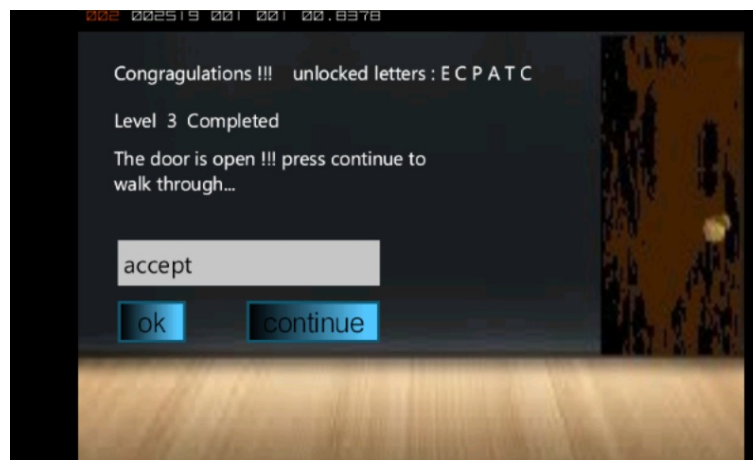 002 002519 001 001 00.8378
Congragulations !!! unlocked letters : E C P A T C
Level 3 Completed
The door is open !!! press continue to
walk through...
accept
ok continue